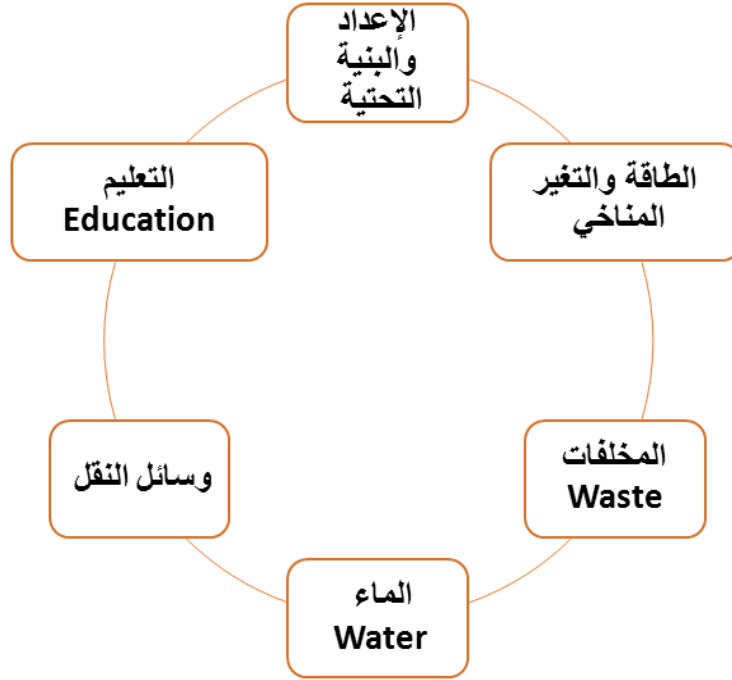 الإعداد
والبنية
التحتية
الطاقة والتغير
المناخي
المخلفات
Waste
الماء
Water
وسائل النقل
التعليم
Education